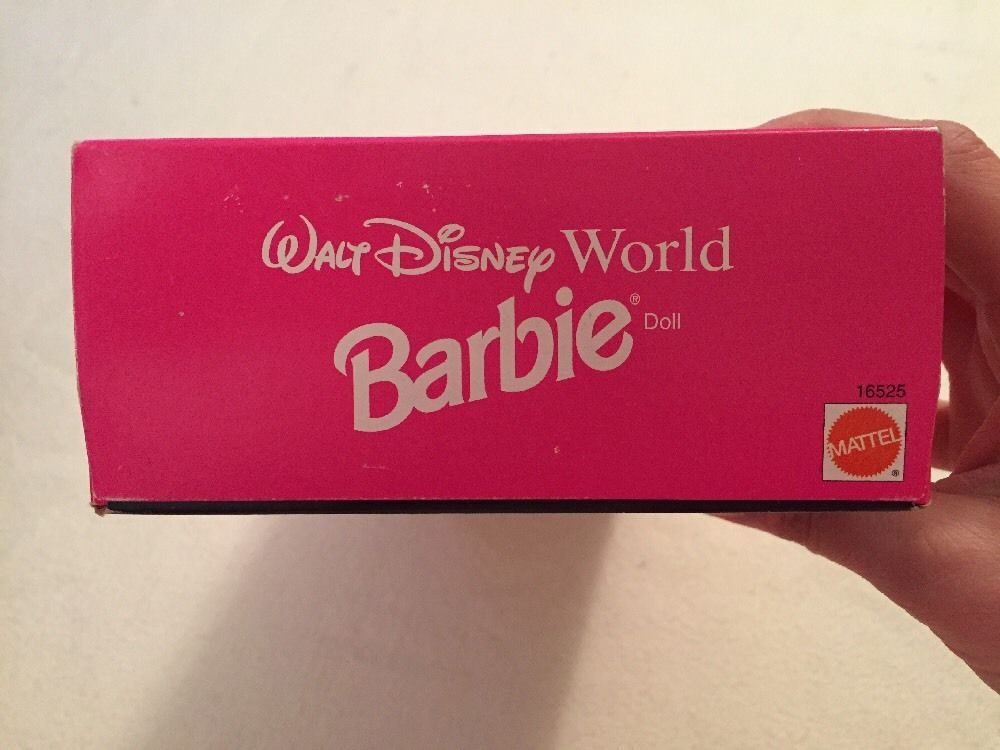 WALT DISNEY World
Barbie® Doll
16525
MATTEL®